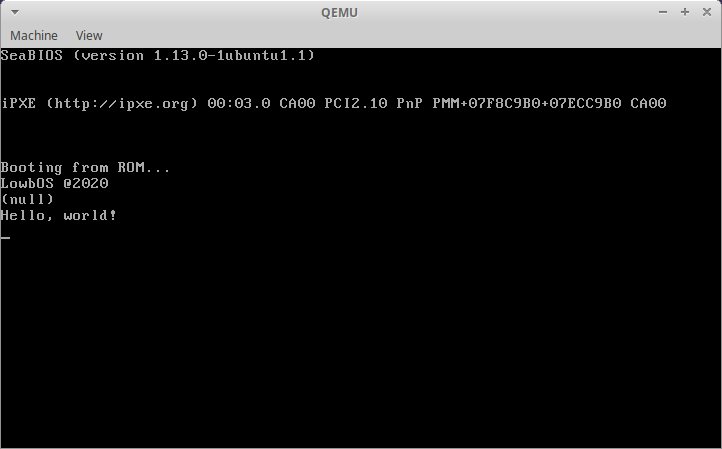 QEMU
Machine View
SeaBIOS (version 1.13.0-1ubuntu1.1)
iPXE (http://ipxe.org) 00:03.0 CA00 PCI2.10 PnP PMM+07F8C9B0+07ECC9B0 CA00
Booting from ROM...
LowbOS @2020
(null)
Hello, world!
_